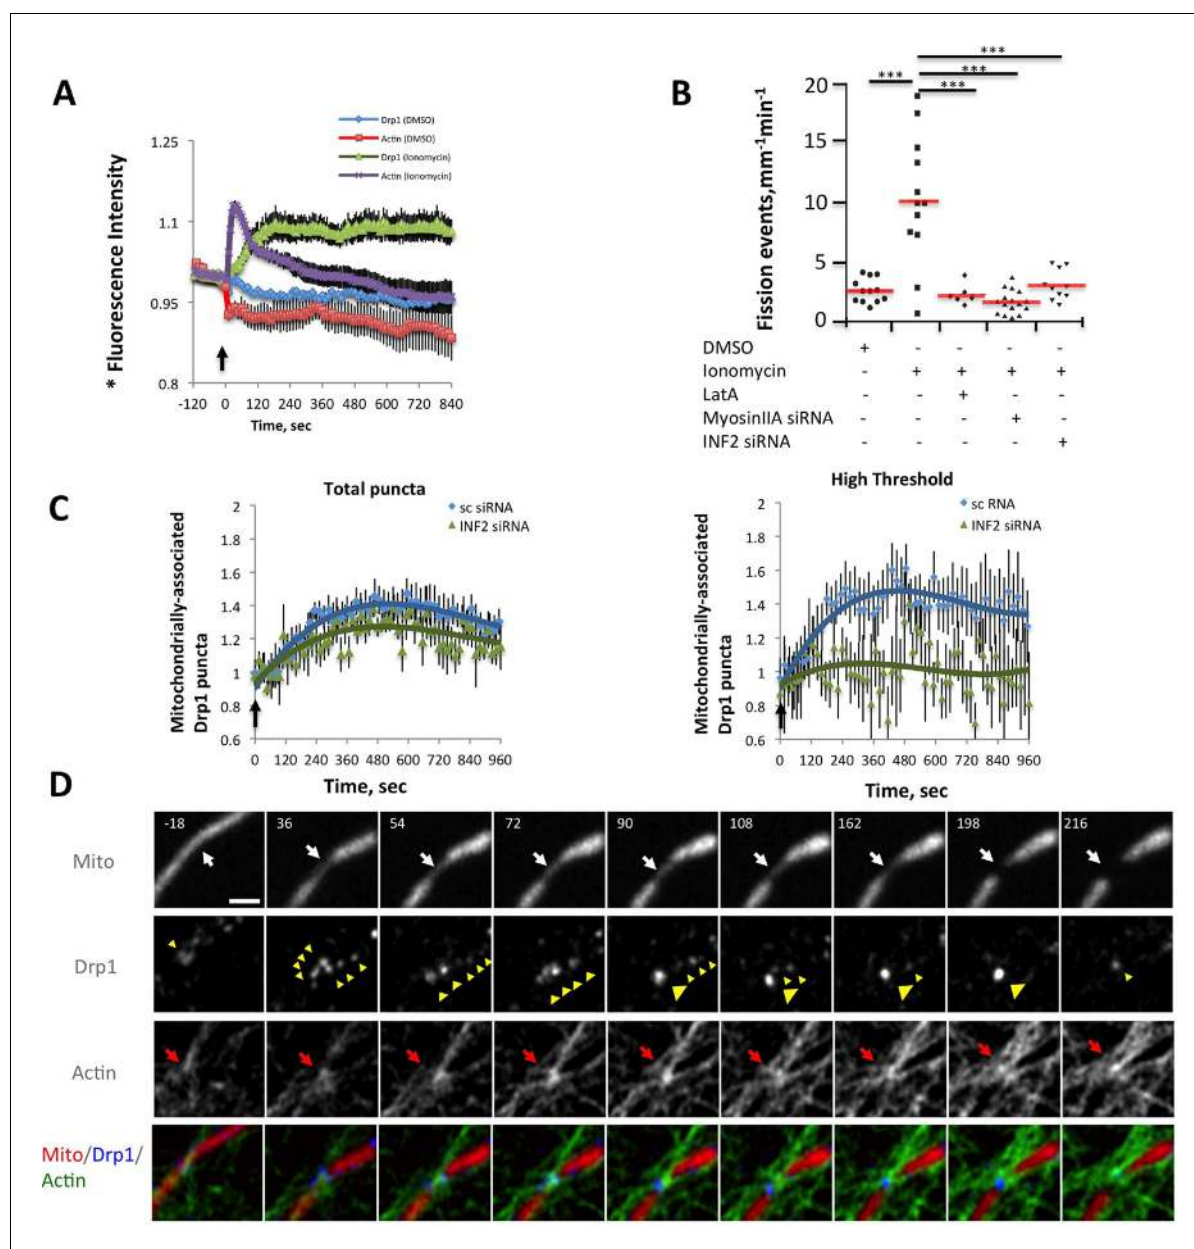 A
Drp1 (DMSO)
Actin (DMSO)
Drp1 (Ionomycin)
Actin (Ionomycin)
* Fluorescence Intensity
1.25
1.1
0.95
0.8
-120 0 120 240 360 480 600 720 840
Time, sec
B
***
***
*** ***
Fission events,mm⁻¹min⁻¹
20
15
10
5
0
DMSO + - - - -
Ionomycin - + + + +
LatA - - + - -
MyosinIIA siRNA - - - + -
INF2 siRNA - - - - +
C
Total puncta
sc siRNA
INF2 siRNA
Mitochondrially-associated
Drp1 puncta
2
1.8
1.6
1.4
1.2
1
0.8
0.6
0 120 240 360 480 600 720 840 960
Time, sec
High Threshold
sc RNA
INF2 siRNA
Mitochondrially-associated
Drp1 puncta
2
1.8
1.6
1.4
1.2
1
0.8
0.6
0 120 240 360 480 600 720 840 960
Time, sec
D
-18 36 54 72 90 108 162 198 216
Mito
Drp1
Actin
Mito/Drp1/
Actin